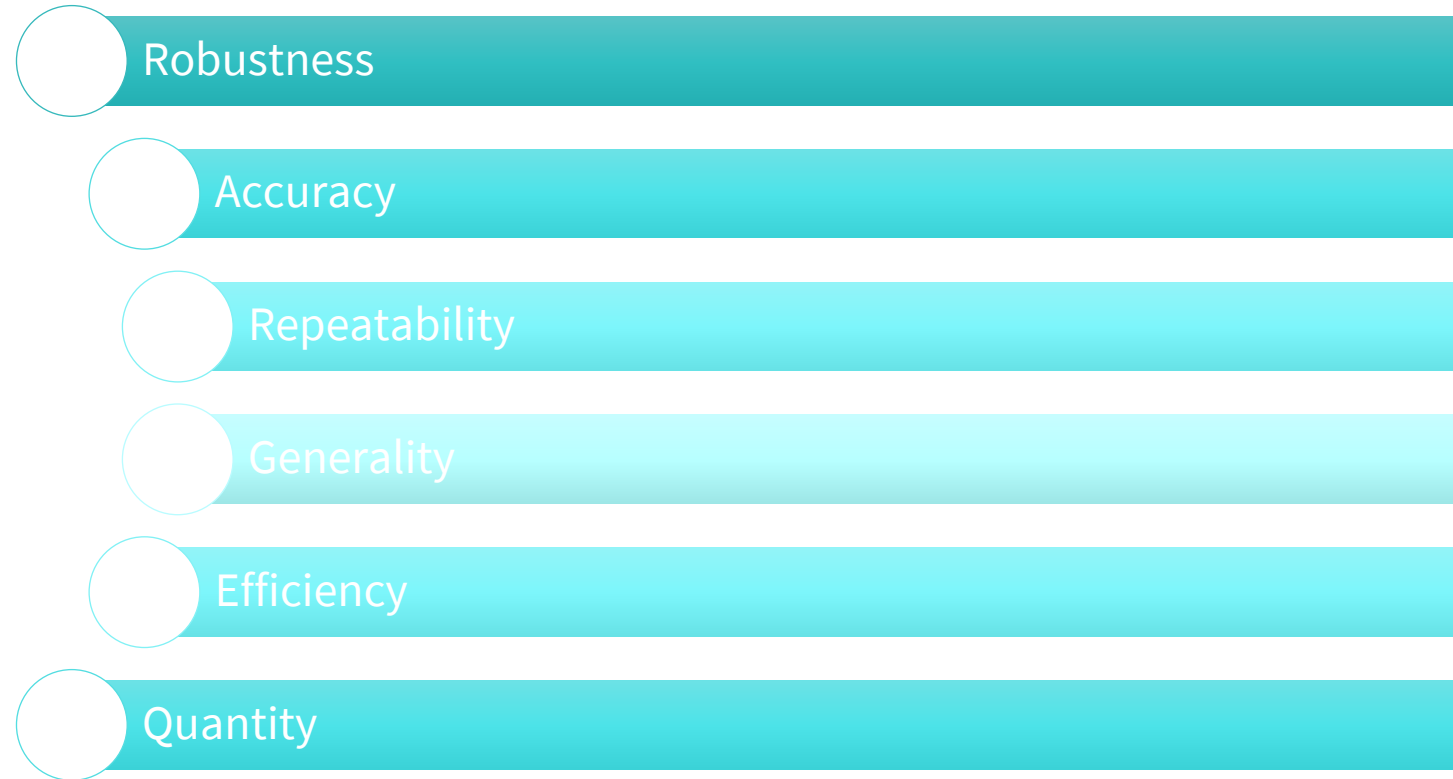 Robustness
Accuracy
Repeatability
Generality
Efficiency
Quantity